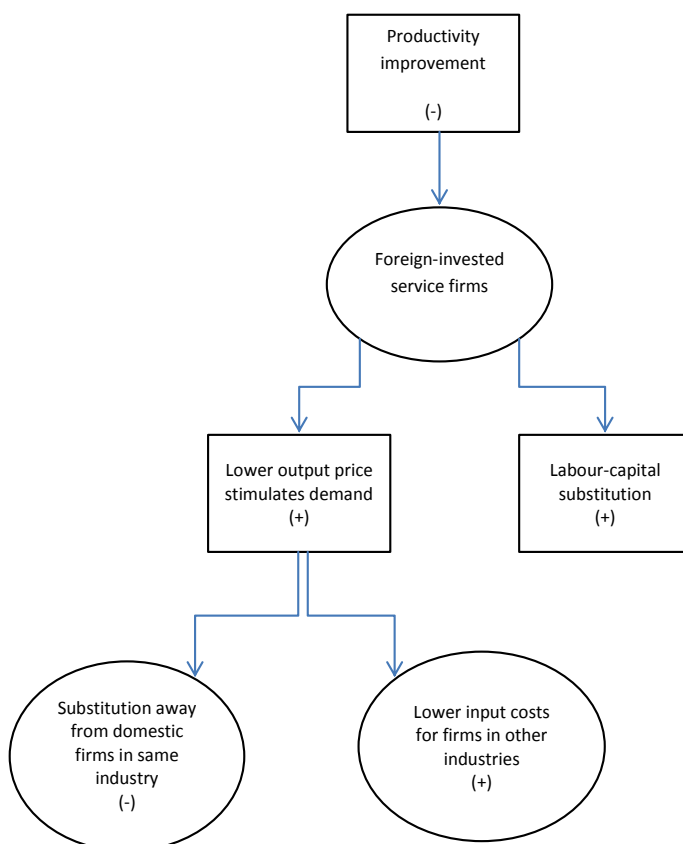 Productivity
improvement
(-)
Foreign-invested
service firms
Lower output price
stimulates demand
(+)
Labour-capital
substitution
(+)
Substitution away
from domestic
firms in same
industry
(-)
Lower input costs
for firms in other
industries
(+)